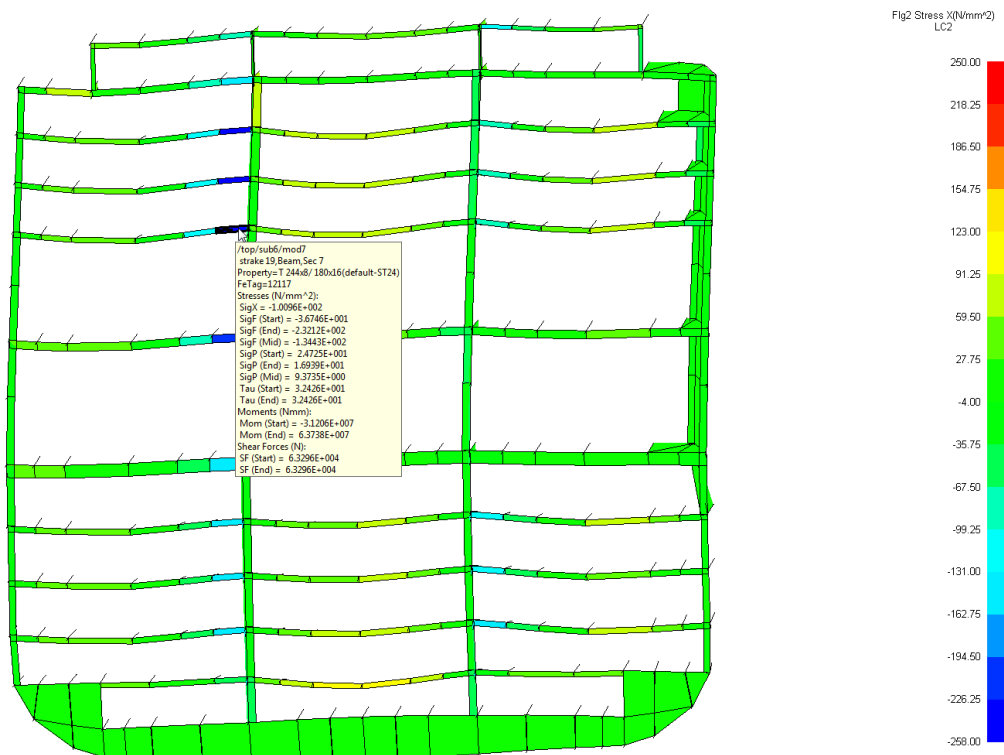 Flg2 Stress X(N/mm^2)
LC2
250.00
218.25
186.50
154.75
123.00
91.25
59.50
27.75
-4.00
-35.75
-67.50
-99.25
-131.00
-162.75
-194.50
-226.25
-258.00
/top/sub6/mod7
strake 19,Beam,Sec 7
Property=T 244x8/ 180x16(default-ST24)
FeTag=12117
Stresses (N/mm^2):
SigX = -1.0096E+002
SigF (Start) = -3.6746E+001
SigF (End) = -2.3212E+002
SigF (Mid) = -1.3443E+002
SigP (Start) = 2.4725E+001
SigP (End) = 1.6939E+001
SigP (Mid) = 9.3735E+000
Tau (Start) = 3.2426E+001
Tau (End) = 3.2426E+001
Moments (Nmm):
Mom (Start) = -3.1206E+007
Mom (End) = 6.3738E+007
Shear Forces (N):
SF (Start) = 6.3296E+004
SF (End) = 6.3296E+004